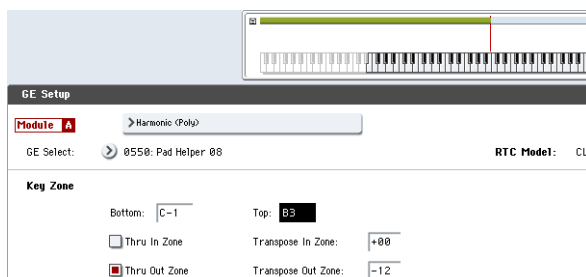 GE Setup
Module A
Harmonic (Poly)
GE Select: 0550: Pad Helper 08 RTC Model: CL
Key Zone
Bottom: C-1 Top: B3
Thru In Zone Transpose In Zone: +00
Thru Out Zone Transpose Out Zone: -12